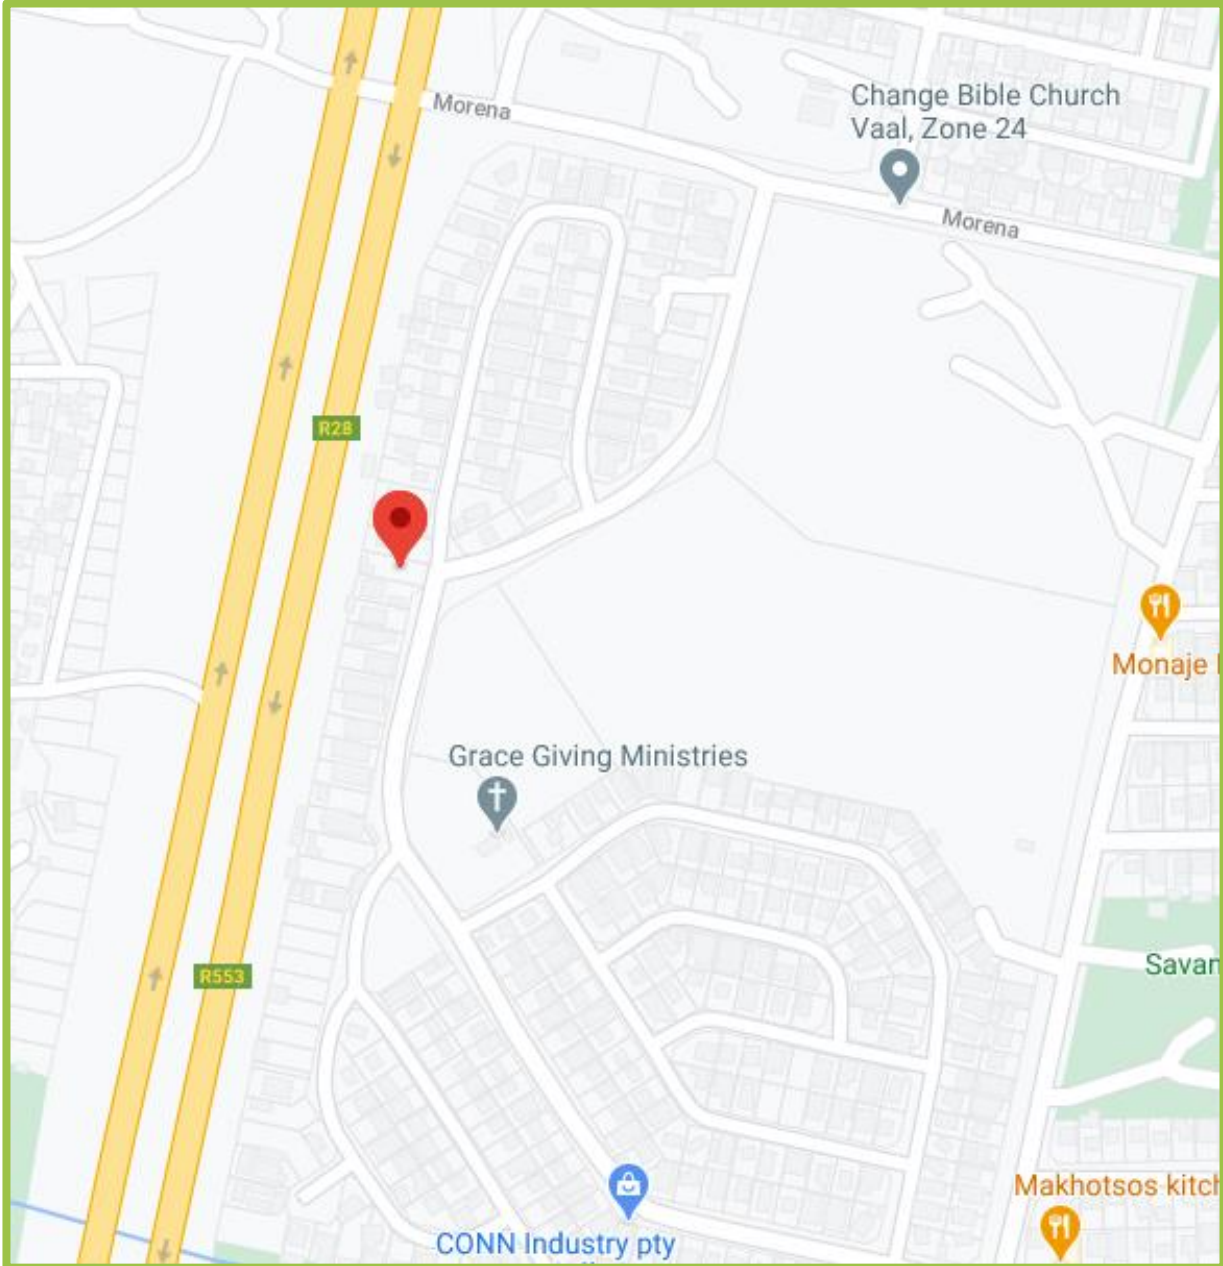 Change Bible Church
Vaal, Zone 24
Morena
Morena
R28
Monaje
Grace Giving Ministries
R553
Savan
Makhotsos kitch
CONN Industry pty